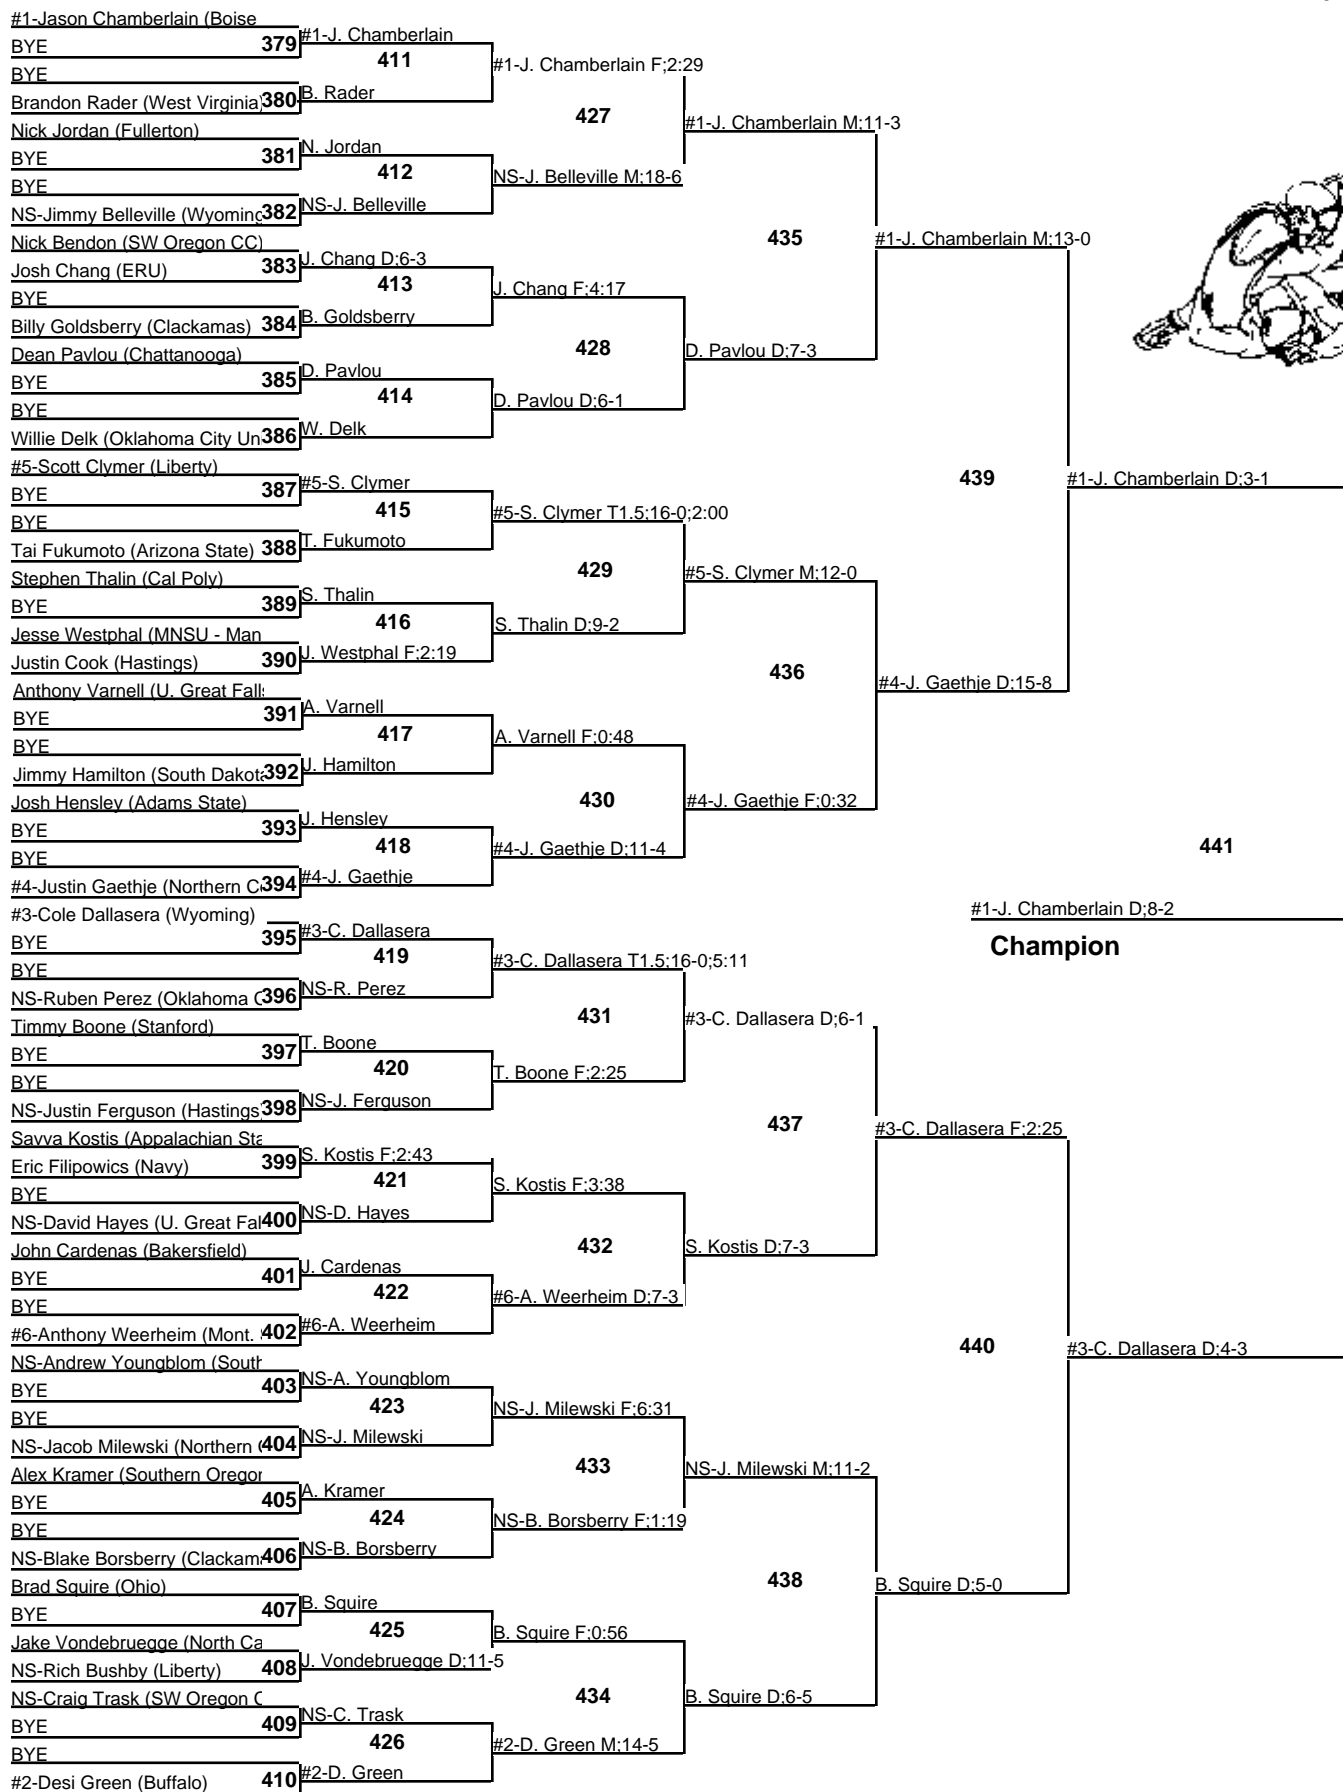 #1-Jason Chamberlain (Boise
BYE
379
BYE
Brandon Rader (West Virginia)
380
Nick Jordan (Fullerton)
BYE
381
BYE
NS-Jimmy Belleville (Wyoming
382
Nick Bendon (SW Oregon CC)
383
Josh Chang (ERU)
BYE
Billy Goldsberry (Clackamas)
384
Dean Pavlou (Chattanooga)
BYE
385
BYE
Willie Delk (Oklahoma City Un
386
#5-Scott Clymer (Liberty)
BYE
387
BYE
Tai Fukumoto (Arizona State)
388
Stephen Thalin (Cal Poly)
BYE
389
Jesse Westphal (MNSU - Man
Justin Cook (Hastings)
390
Anthony Varnell (U. Great Falls
BYE
391
BYE
Jimmy Hamilton (South Dakota
392
Josh Hensley (Adams State)
BYE
393
BYE
#4-Justin Gaethje (Northern C
394
#3-Cole Dallasera (Wyoming)
BYE
395
BYE
NS-Ruben Perez (Oklahoma C
396
Timmy Boone (Stanford)
BYE
397
BYE
NS-Justin Ferguson (Hastings
398
Savva Kostis (Appalachian Sta
Eric Filipowics (Navy)
399
BYE
NS-David Hayes (U. Great Fal
400
John Cardenas (Bakersfield)
BYE
401
BYE
#6-Anthony Weerheim (Mont.
402
NS-Andrew Youngblom (South
BYE
403
BYE
NS-Jacob Milewski (Northern
404
Alex Kramer (Southern Oregon
BYE
405
BYE
NS-Blake Borsberry (Clackama
406
Brad Squire (Ohio)
BYE
407
Jake Vondebruegge (North Ca
NS-Rich Bushby (Liberty)
408
NS-Craig Trask (SW Oregon C
BYE
409
BYE
#2-Desi Green (Buffalo)
410
#1-J. Chamberlain
411
B. Rader
N. Jordan
412
NS-J. Belleville
J. Chang D;6-3
413
B. Goldsberry
D. Pavlou
414
W. Delk
#5-S. Clymer
415
T. Fukumoto
S. Thalin
416
J. Westphal F;2:19
A. Varnell
417
J. Hamilton
J. Hensley
418
#4-J. Gaethje
#3-C. Dallasera
419
NS-R. Perez
T. Boone
420
NS-J. Ferguson
S. Kostis F;2:43
421
NS-D. Hayes
J. Cardenas
422
#6-A. Weerheim
NS-A. Youngblom
423
NS-J. Milewski
A. Kramer
424
NS-B. Borsberry
B. Squire
425
J. Vondebruegge D;11-5
NS-C. Trask
426
#2-D. Green
#1-J. Chamberlain F;2:29
427
NS-J. Belleville M;18-6
J. Chang F;4:17
428
D. Pavlou D;6-1
#5-S. Clymer T1.5;16-0;2:00
429
S. Thalin D;9-2
A. Varnell F;0:48
430
#4-J. Gaethje D;11-4
#3-C. Dallasera T1.5;16-0;5:11
431
T. Boone F;2:25
S. Kostis F;3:38
432
#6-A. Weerheim D;7-3
NS-J. Milewski F;6:31
433
NS-B. Borsberry F;1:19
B. Squire F;0:56
434
#2-D. Green M;14-5
#1-J. Chamberlain M;11-3
435
D. Pavlou D;7-3
#5-S. Clymer M;12-0
436
#4-J. Gaethje F;0:32
#3-C. Dallasera D;6-1
437
S. Kostis D;7-3
NS-J. Milewski M;11-2
438
B. Squire D;6-5
#1-J. Chamberlain M;13-0
439
#4-J. Gaethje D;15-8
#3-C. Dallasera F;2:25
440
B. Squire D;5-0
#1-J. Chamberlain D;3-1
441
#3-C. Dallasera D;4-3
#1-J. Chamberlain D;8-2
Champion